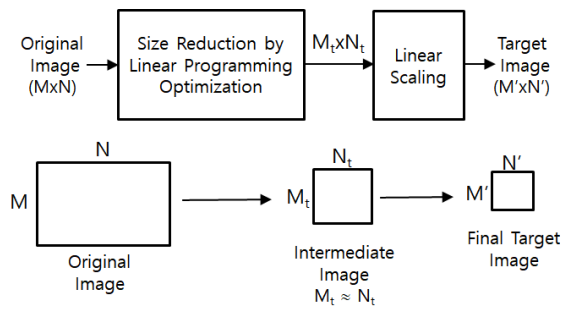 Original
Image
(MxN)
Size Reduction by
Linear Programming
Optimization
MₜxNₜ
Linear
Scaling
Target
Image
(M'xN')
N
M
Original
Image
Nₜ
Mₜ
Intermediate
Image
Mₜ ≈ Nₜ
N'
M'
Final Target
Image